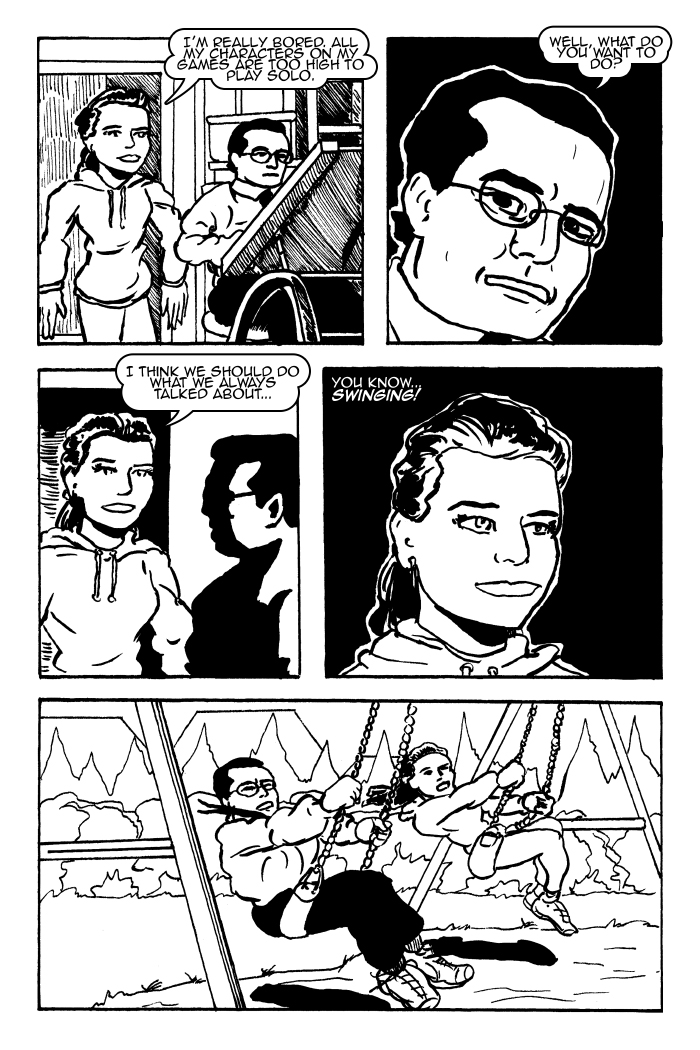 I'M REALLY BORED. ALL
MY CHARACTERS ON MY
GAMES ARE TOO HIGH TO
PLAY SOLO.
WELL, WHAT DO
YOU WANT TO
DO?
I THINK WE SHOULD DO
WHAT WE ALWAYS
TALKED ABOUT...
YOU KNOW...
SWINGING!